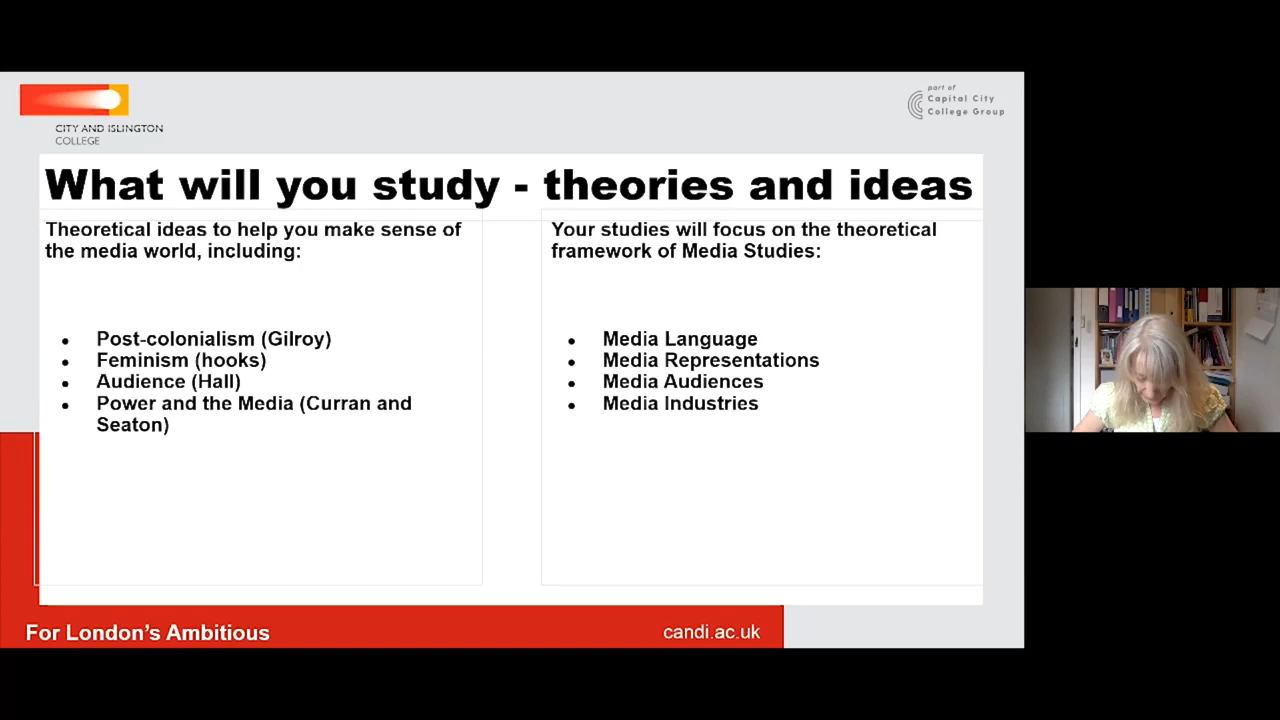 part of
Capital City
College Group
CITY AND ISLINGTON
COLLEGE
What will you study - theories and ideas
Theoretical ideas to help you make sense of
the media world, including:
• Post-colonialism (Gilroy)
• Feminism (hooks)
• Audience (Hall)
• Power and the Media (Curran and
Seaton)
Your studies will focus on the theoretical
framework of Media Studies:
• Media Language
• Media Representations
• Media Audiences
• Media Industries
For London's Ambitious
candi.ac.uk